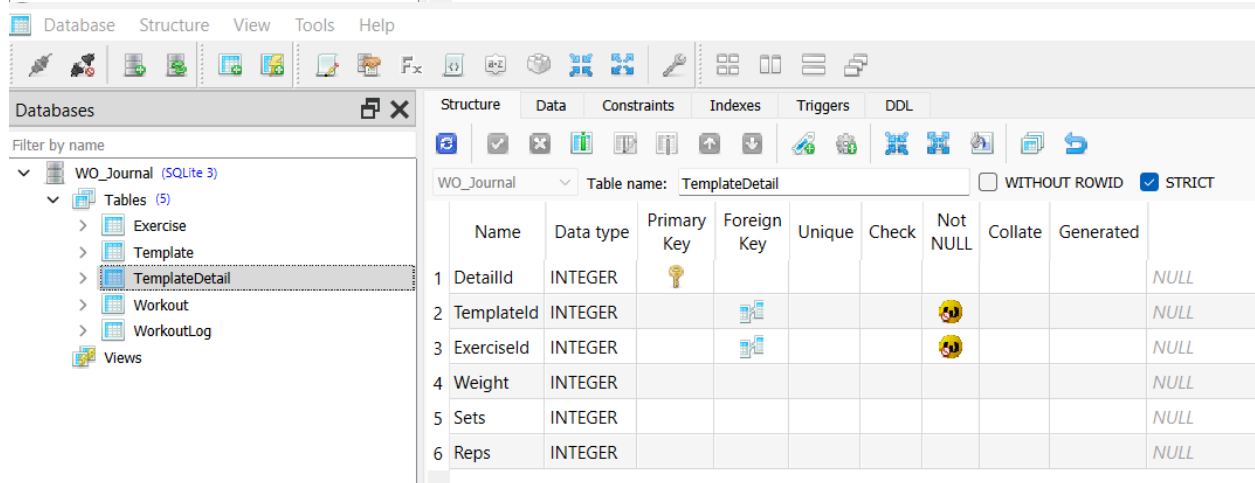 Database Structure View Tools Help
Databases
Filter by name
WO_Journal (SQLite 3)
Tables (5)
Exercise
Template
TemplateDetail
Workout
WorkoutLog
Views
Structure Data Constraints Indexes Triggers DDL
WO_Journal Table name: TemplateDetail WITHOUT ROWID STRICT
Name Data type Primary Key Foreign Key Unique Check Not NULL Collate Generated
1 DetailId INTEGER NULL
2 TemplateId INTEGER NULL
3 ExerciseId INTEGER NULL
4 Weight INTEGER NULL
5 Sets INTEGER NULL
6 Reps INTEGER NULL